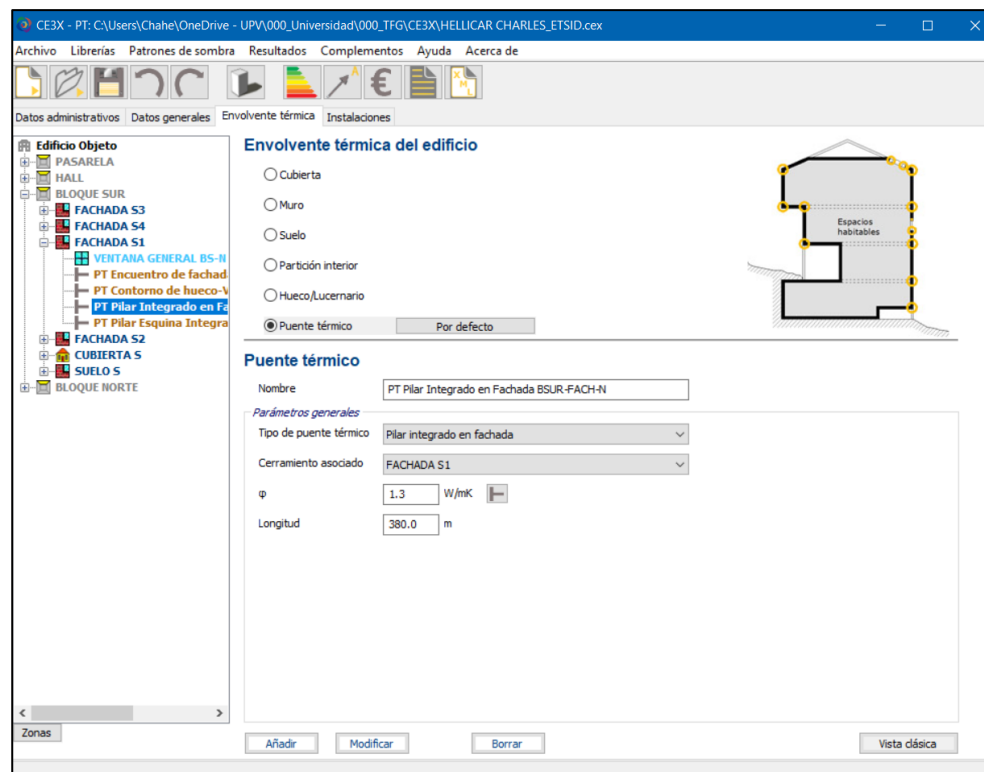 CE3X - PT: C:\Users\Chahe\OneDrive - UPV\000_Universidad\000_TFG\CE3X\HELLICAR CHARLES_ETSID.cex
Archivo Librerías Patrones de sombra Resultados Complementos Ayuda Acerca de
Datos administrativos Datos generales Envolvente térmica Instalaciones
Edificio Objeto
PASARELA
HALL
BLOQUE SUR
FACHADA S3
FACHADA S4
FACHADA S1
VENTANA GENERAL BS-N
PT Encuentro de fachad
PT Contorno de hueco-V
PT Pilar Integrado en Fa
PT Pilar Esquina Integra
FACHADA S2
CUBIERTA S
SUELO S
BLOQUE NORTE
Zonas
Envolvente térmica del edificio
Cubierta
Muro
Suelo
Partición interior
Hueco/Lucernario
Puente térmico Por defecto
Espacios
habitables
Puente térmico
Nombre PT Pilar Integrado en Fachada BSUR-FACH-N
Parámetros generales
Tipo de puente térmico Pilar integrado en fachada
Cerramiento asociado FACHADA S1
φ 1.3 W/mK
Longitud 380.0 m
Añadir Modificar Borrar Vista clásica